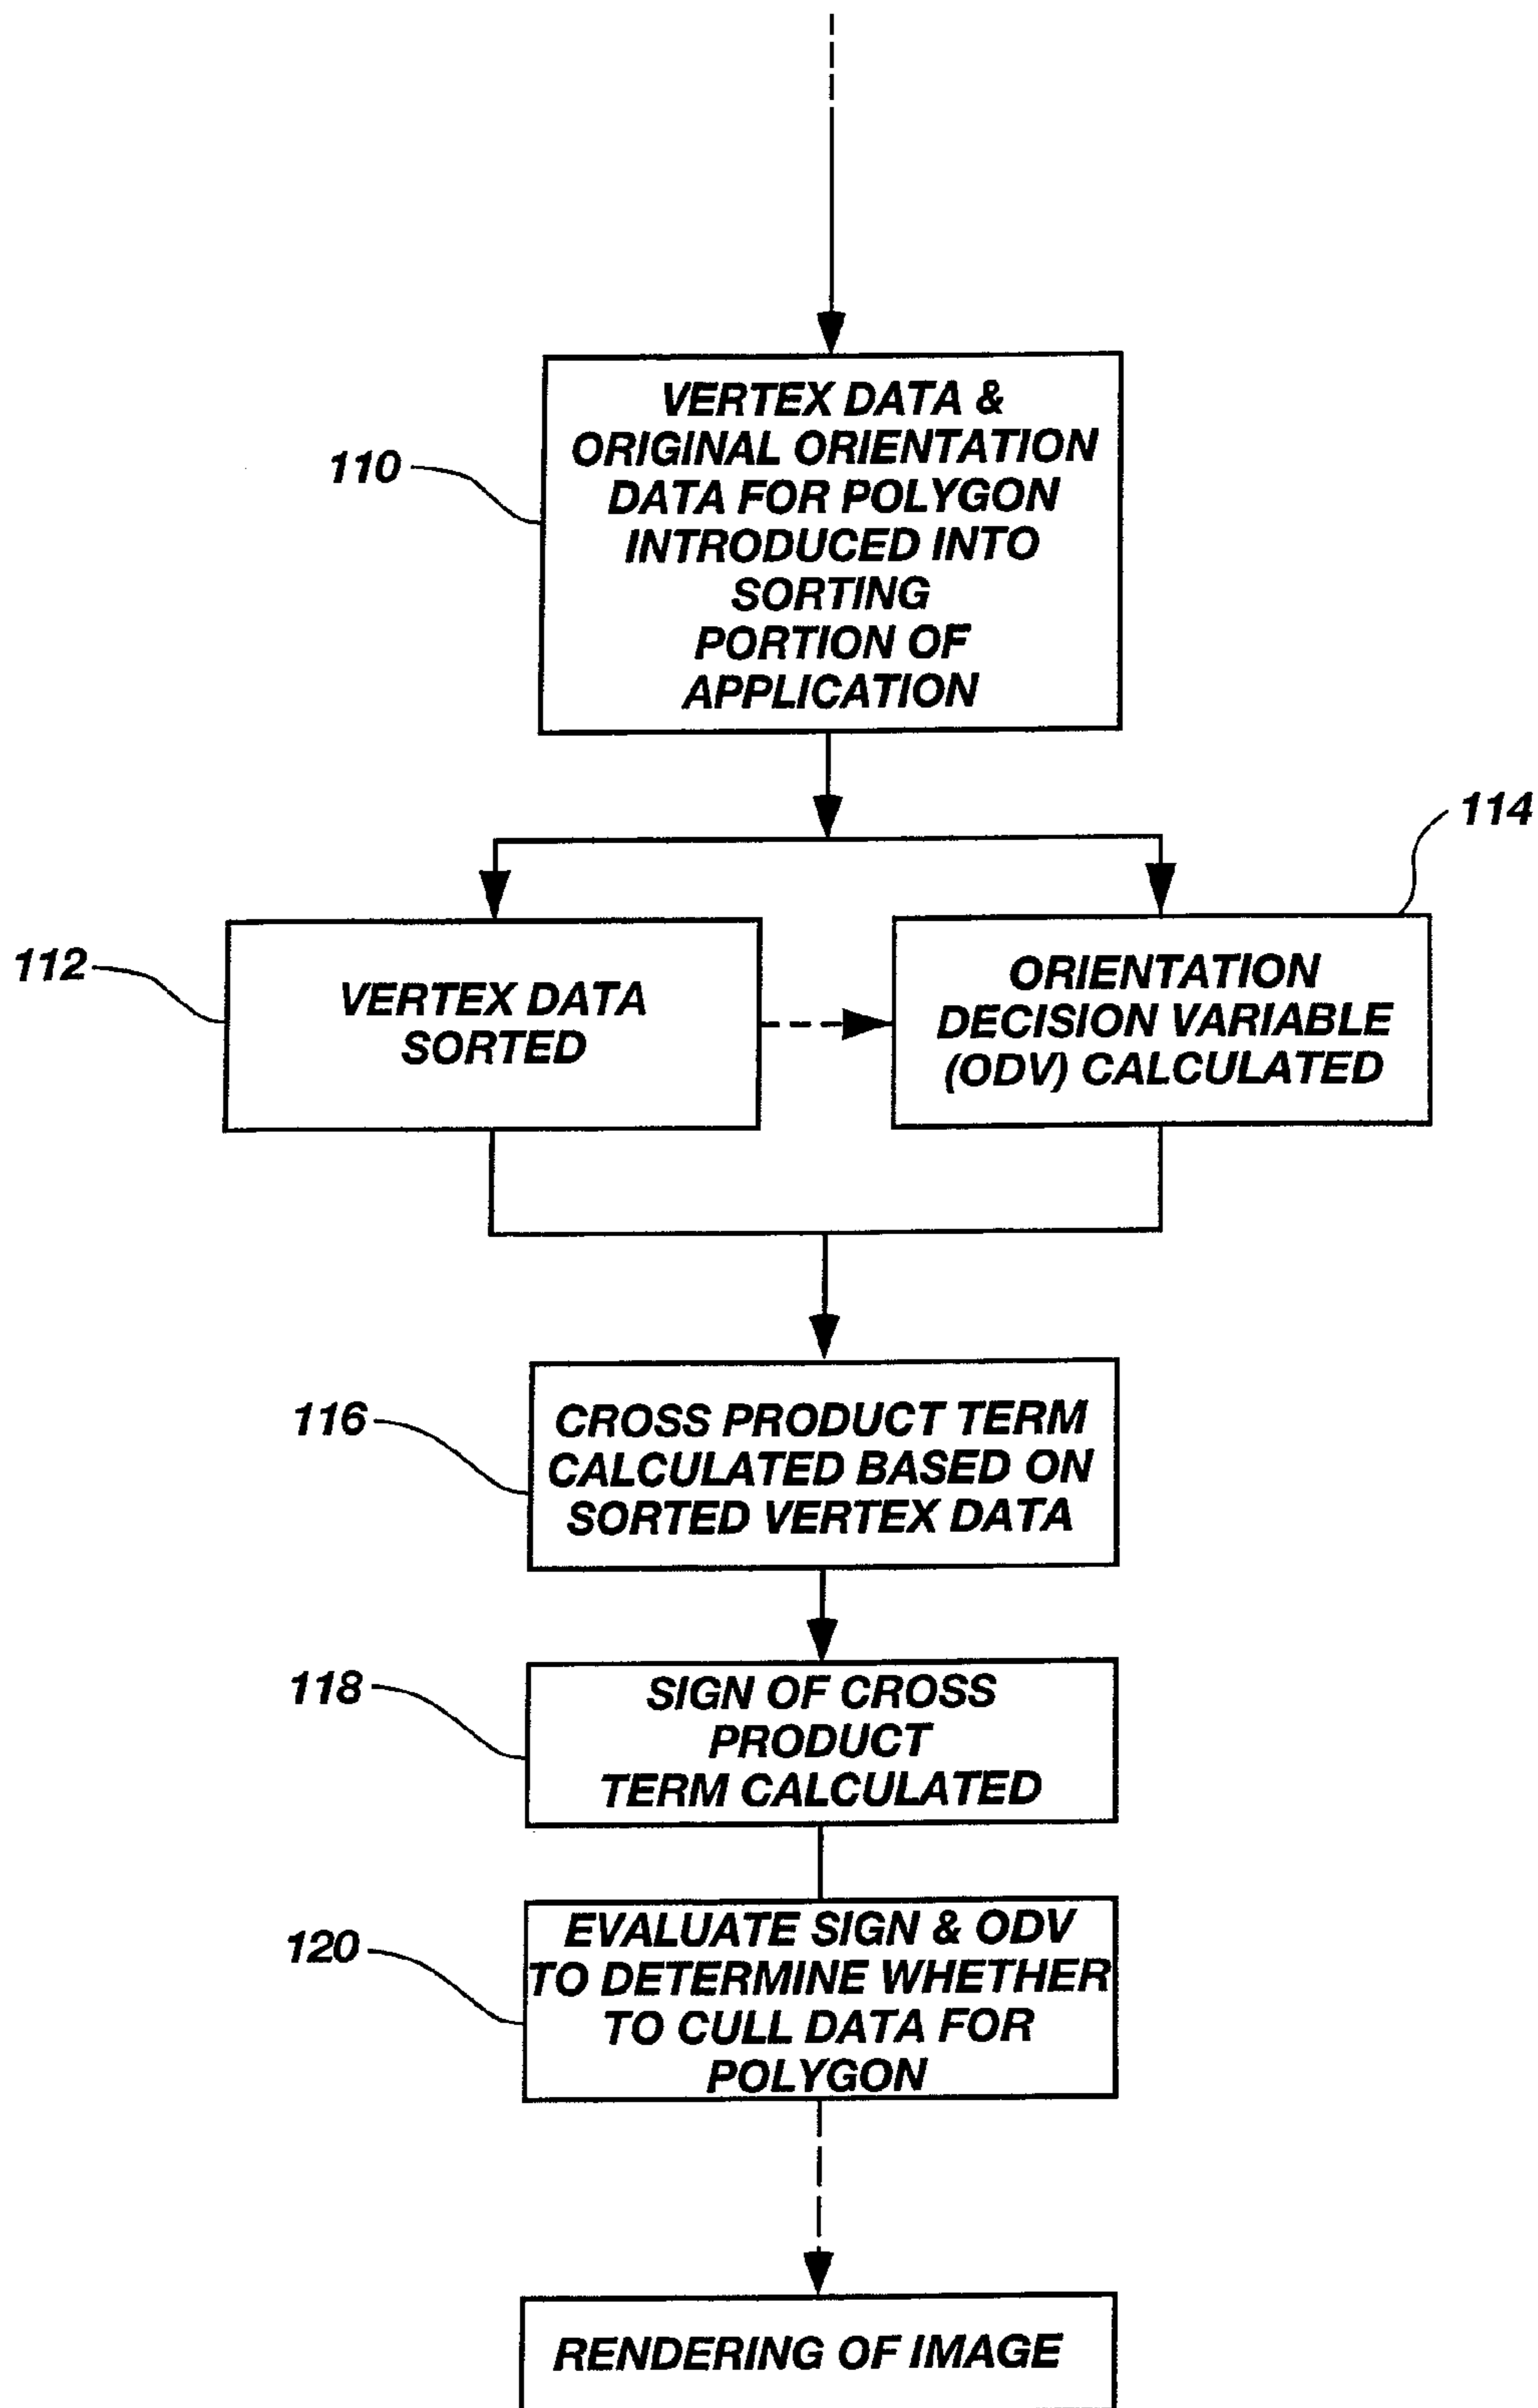 110
VERTEX DATA &
ORIGINAL ORIENTATION
DATA FOR POLYGON
INTRODUCED INTO
SORTING
PORTION OF
APPLICATION
112
VERTEX DATA
SORTED
114
ORIENTATION
DECISION VARIABLE
(ODV) CALCULATED
116
CROSS PRODUCT TERM
CALCULATED BASED ON
SORTED VERTEX DATA
118
SIGN OF CROSS
PRODUCT
TERM CALCULATED
120
EVALUATE SIGN & ODV
TO DETERMINE WHETHER
TO CULL DATA FOR
POLYGON
RENDERING OF IMAGE